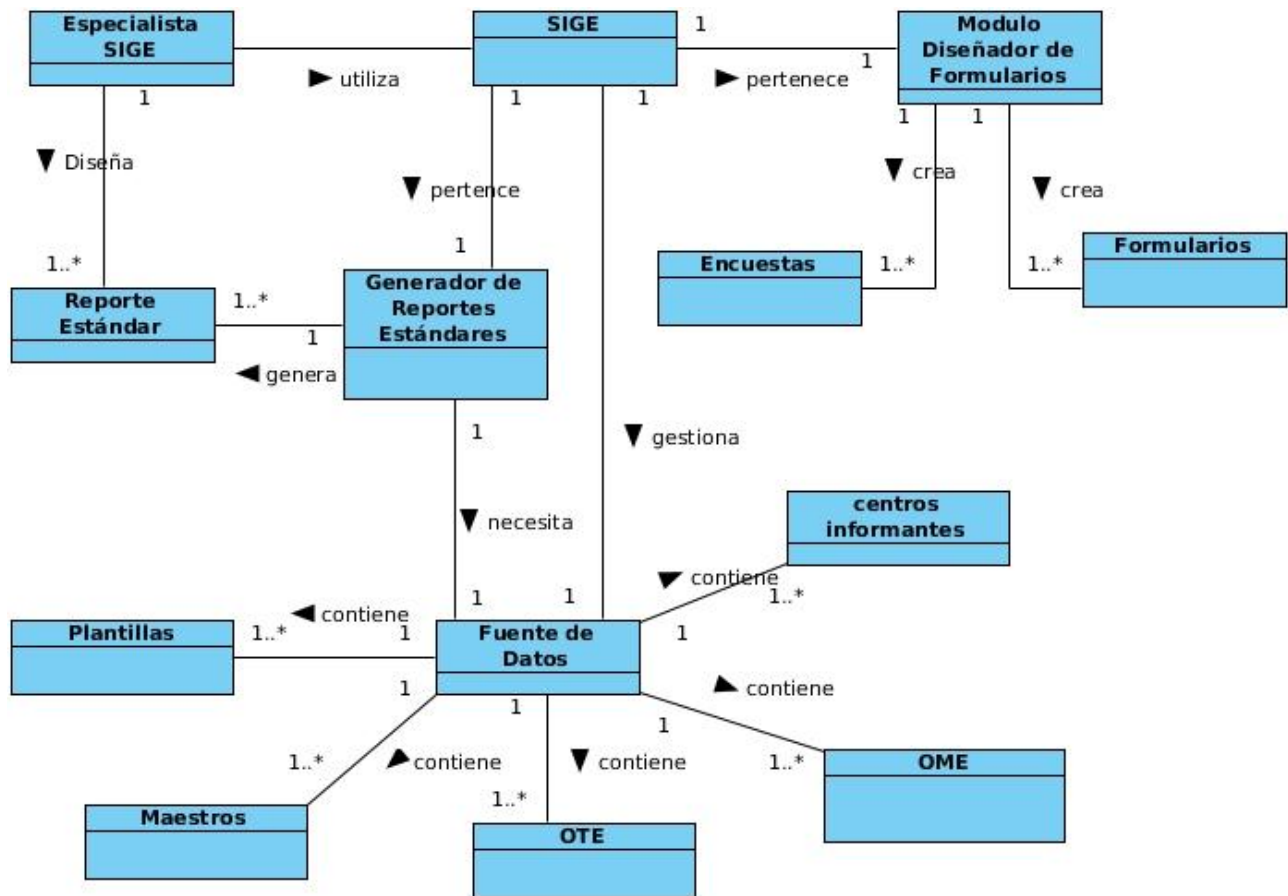 Especialista
SIGE
SIGE
Modulo
Diseñador de
Formularios
1
1
utiliza
pertenece
1
1
1
1
1
Diseña
pertence
crea
crea
1..*
1
Encuestas
1..*
1..*
Formularios
Reporte
Estándar
1..*
1
genera
Generador de
Reportes
Estándares
1
gestiona
necesita
centros
informantes
1
1
contiene
1..*
1
Plantillas
contiene
1..*
1
Fuente de
Datos
1
1
1
contiene
1..*
contiene
contiene
1..*
1..*
OME
Maestros
OTE